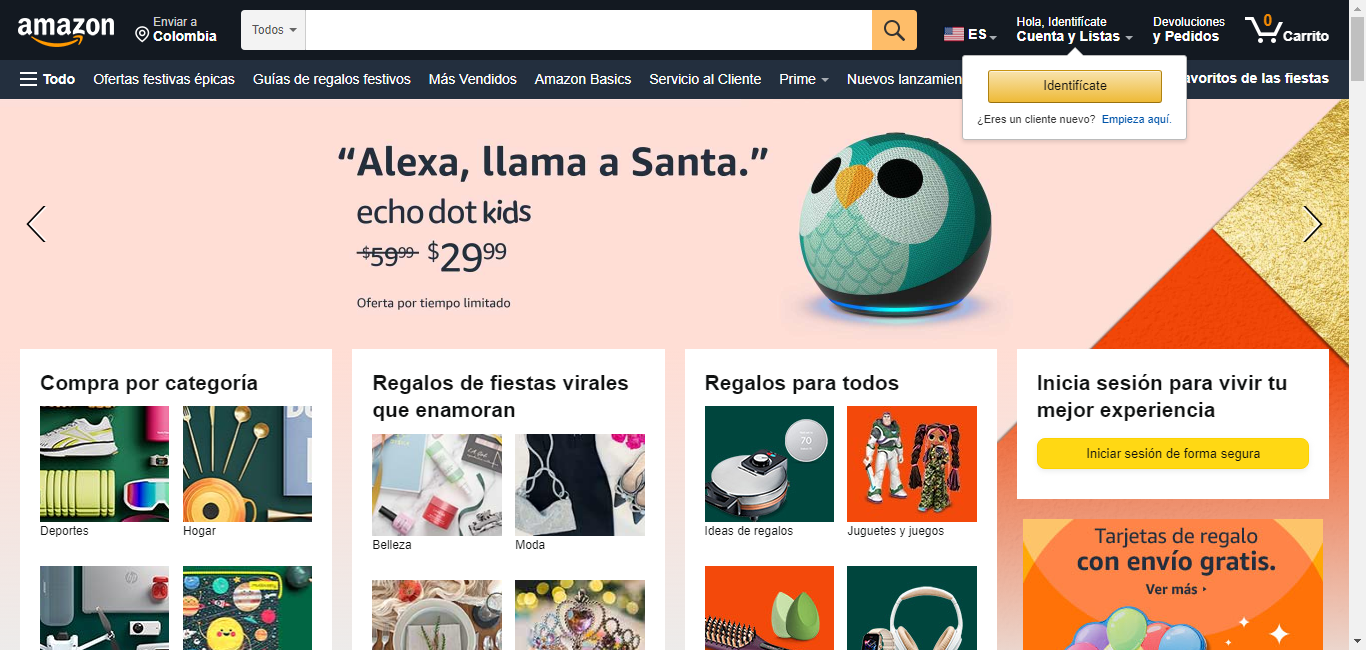 amazon
Enviar a
Colombia
Todos
ES
Hola, Identifícate
Cuenta y Listas
Devoluciones
y Pedidos
0
Carrito
Todo
Ofertas festivas épicas
Guías de regalos festivos
Más Vendidos
Amazon Basics
Servicio al Cliente
Prime
Nuevos lanzamien
avoritos de las fiestas
Identifícate
¿Eres un cliente nuevo? Empieza aquí.
“Alexa, llama a Santa.”
echo dot kids
$5999 $2999
Oferta por tiempo limitado
Compra por categoría
Deportes
Hogar
Regalos de fiestas virales
que enamoran
Belleza
Moda
Regalos para todos
70
Ideas de regalos
Juguetes y juegos
Inicia sesión para vivir tu
mejor experiencia
Iniciar sesión de forma segura
hp
Tarjetas de regalo
con envío gratis.
Ver más